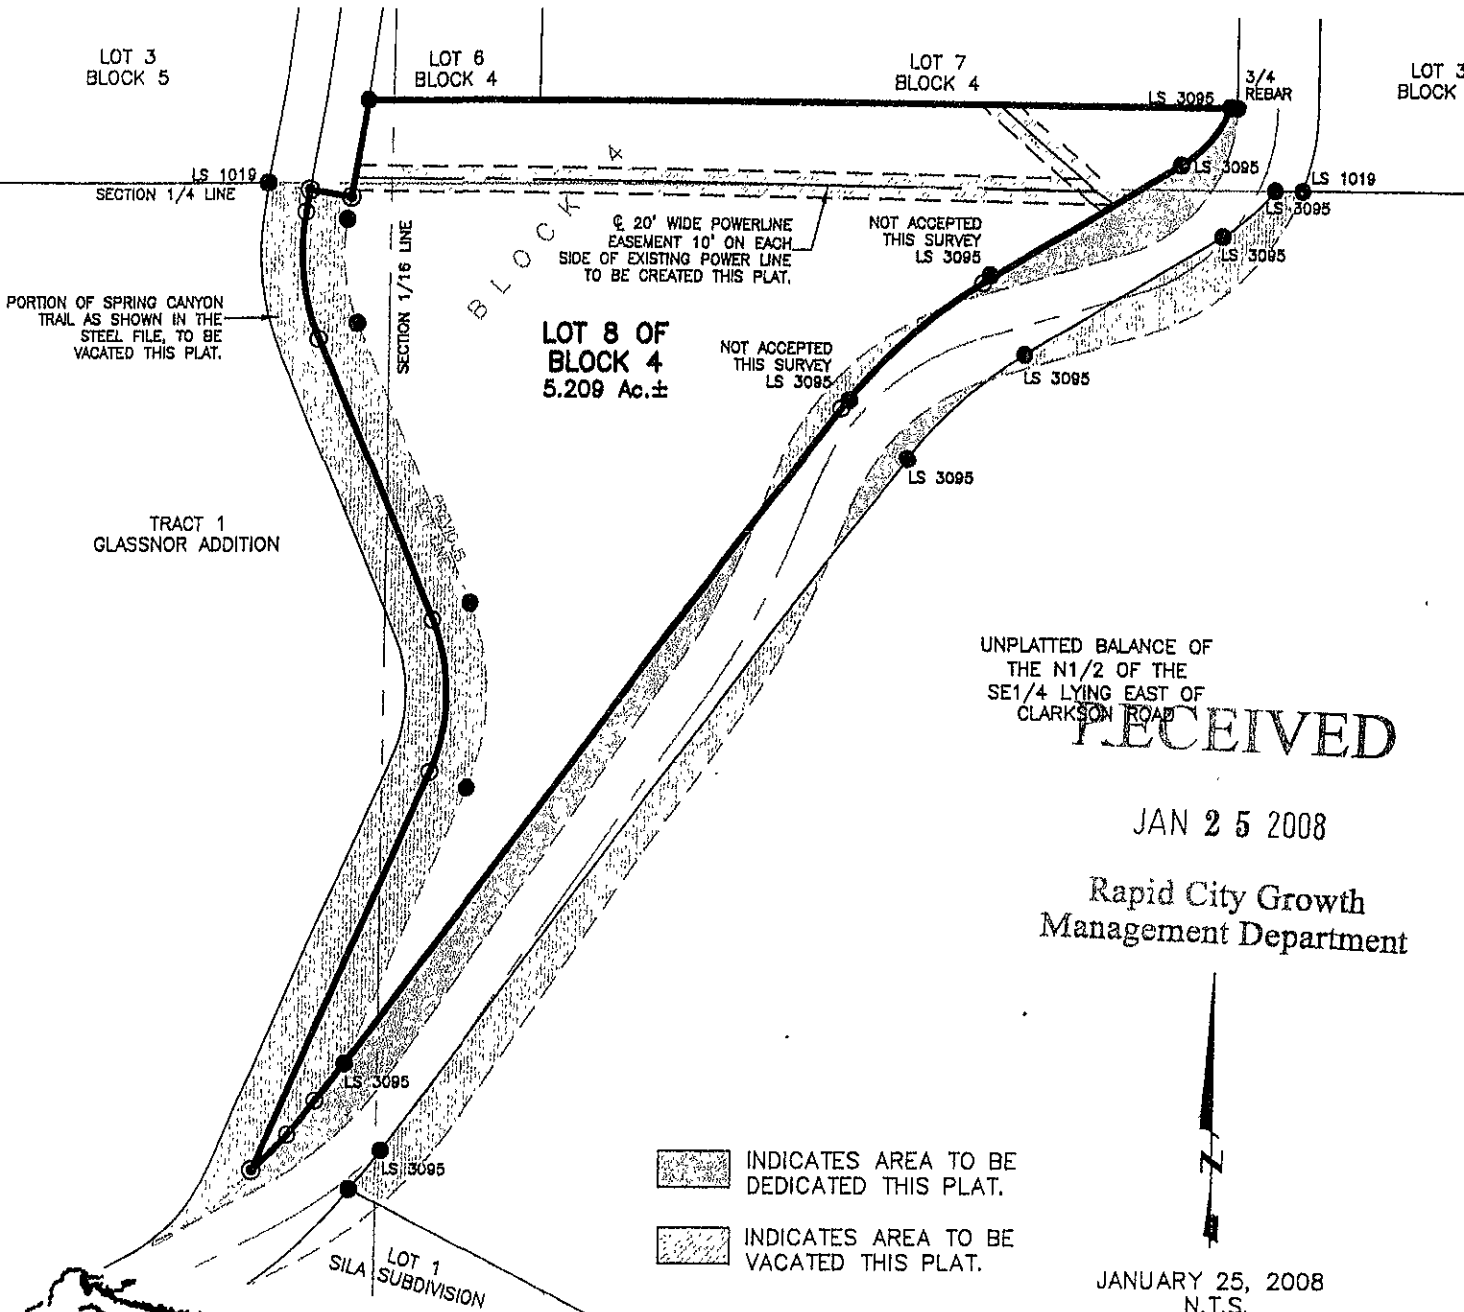 LOT 3
BLOCK 5
LOT 6
BLOCK 4
LOT 7
BLOCK 4
LOT 3
BLOCK
LS 3095
3/4
REBAR
LS 1019
SECTION 1/4 LINE
LS 3095
LS 1019
LS 3095
LS 3095
BLOCK 4
SECTION 1/16 LINE
℄ 20' WIDE POWERLINE
EASEMENT 10' ON EACH
SIDE OF EXISTING POWER LINE
TO BE CREATED THIS PLAT.
NOT ACCEPTED
THIS SURVEY
LS 3095
PORTION OF SPRING CANYON
TRAIL AS SHOWN IN THE
STEEL FILE, TO BE
VACATED THIS PLAT.
LOT 8 OF
BLOCK 4
5.209 Ac.±
NOT ACCEPTED
THIS SURVEY
LS 3095
LS 3095
LS 3095
TRACT 1
GLASSNOR ADDITION
UNPLATTED BALANCE OF
THE N1/2 OF THE
SE1/4 LYING EAST OF
CLARKSON ROAD
RECEIVED
JAN 25 2008
Rapid City Growth
Management Department
LS 3095
LS 3095
INDICATES AREA TO BE
DEDICATED THIS PLAT.
INDICATES AREA TO BE
VACATED THIS PLAT.
LOT 1
SILA SUBDIVISION
N
JANUARY 25, 2008
N.T.S.